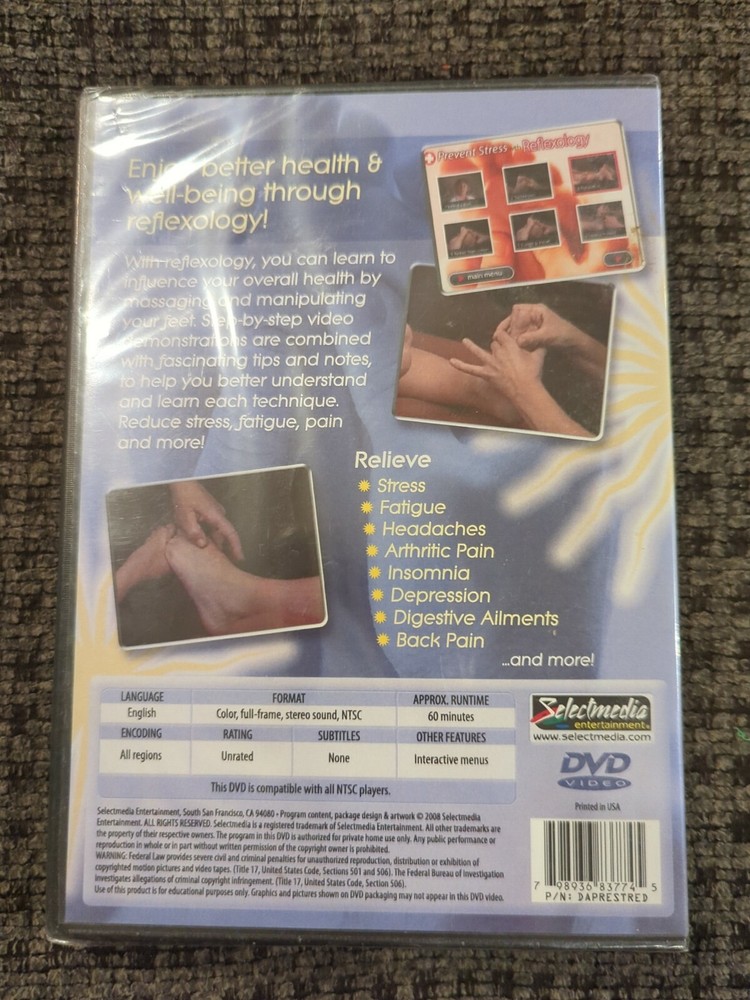 Enjoy better health &
well-being through
reflexology!
Prevent Stress with Reflexology
main menu
With reflexology, you can learn to
influence your overall health by
massaging and manipulating
your feet. Step-by-step video
demonstrations are combined
with fascinating tips and notes,
to help you better understand
and learn each technique.
Reduce stress, fatigue, pain
and more!
Relieve
Stress
Fatigue
Headaches
Arthritic Pain
Insomnia
Depression
Digestive Ailments
Back Pain
...and more!
LANGUAGE FORMAT APPROX. RUNTIME
English Color, full-frame, stereo sound, NTSC 60 minutes
ENCODING RATING SUBTITLES OTHER FEATURES
All regions Unrated None Interactive menus
This DVD is compatible with all NTSC players.
Selectmedia
entertainment
www.selectmedia.com
DVD
VIDEO
Printed in USA
Selectmedia Entertainment, South San Francisco, CA 94080 • Program content, package design & artwork © 2008 Selectmedia
Entertainment. ALL RIGHTS RESERVED. Selectmedia is a registered trademark of Selectmedia Entertainment. All other trademarks are
the property of their respective owners. The program in this DVD is authorized for private home use only. Any public performance or
reproduction in whole or in part without written permission of the copyright owner is prohibited.
WARNING: Federal Law provides severe civil and criminal penalties for unauthorized reproduction, distribution or exhibition of
copyrighted motion pictures and video tapes. (Title 17, United States Code, Sections 501 and 506). The Federal Bureau of Investigation
investigates allegations of criminal copyright infringement. (Title 17, United States Code, Section 506).
Use of this product is for educational purposes only. Graphics and pictures shown on DVD packaging may not appear in this DVD video.
7 98936 83774 5
P/N: DAPRESTRED